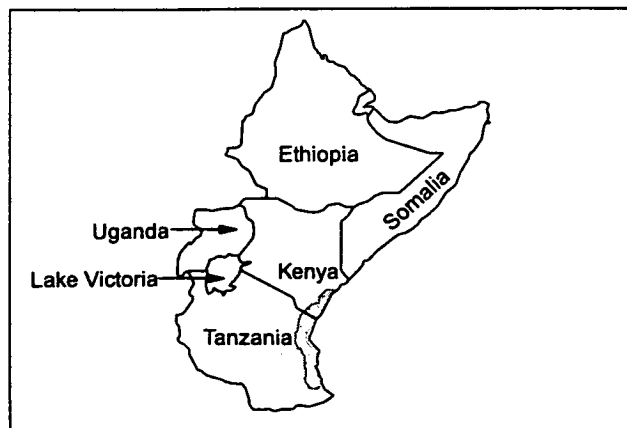 Ethiopia
Somalia
Uganda
Kenya
Lake Victoria
Tanzania